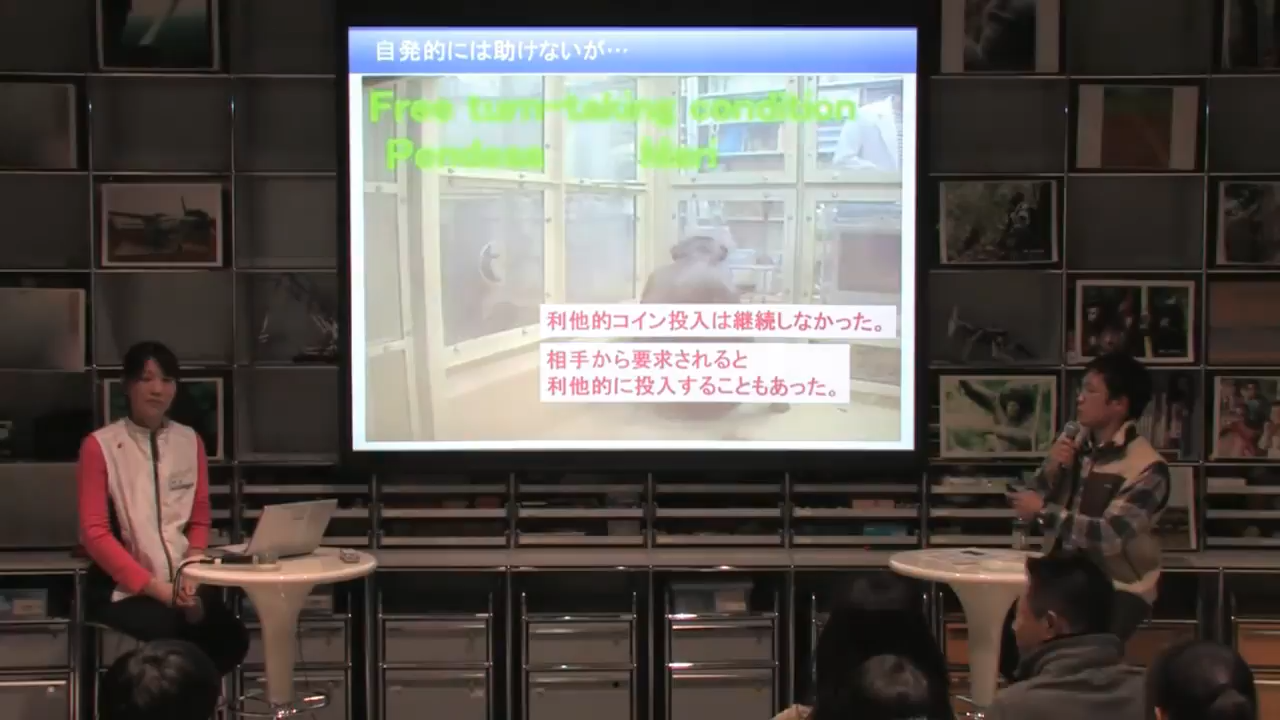 自発的には助けないが…
Free turn-taking condition
Pendesa Mari
利他的コイン投入は継続しなかった。
相手から要求されると
利他的に投入することもあった。